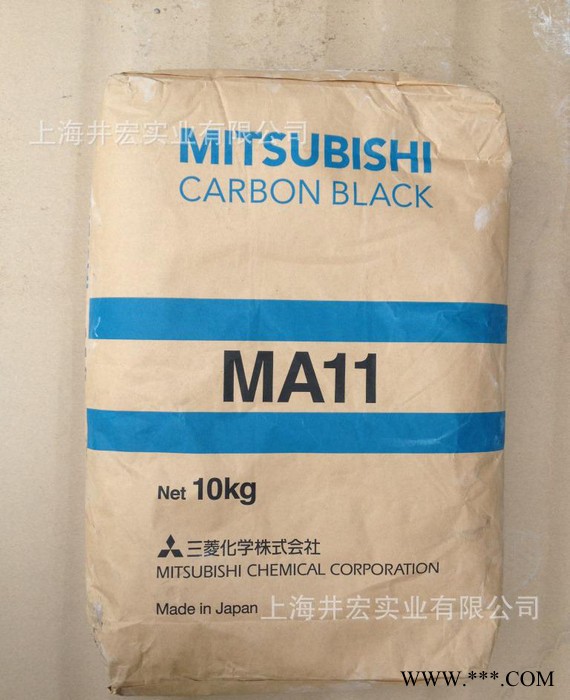 上海井宏实业有限公司
MITSUBISHI
CARBON BLACK
MA11
Net 10kg
三菱化学株式会社
MITSUBISHI CHEMICAL CORPORATION
Made in Japan
上海井宏实业有限公司
WWW.***.COM